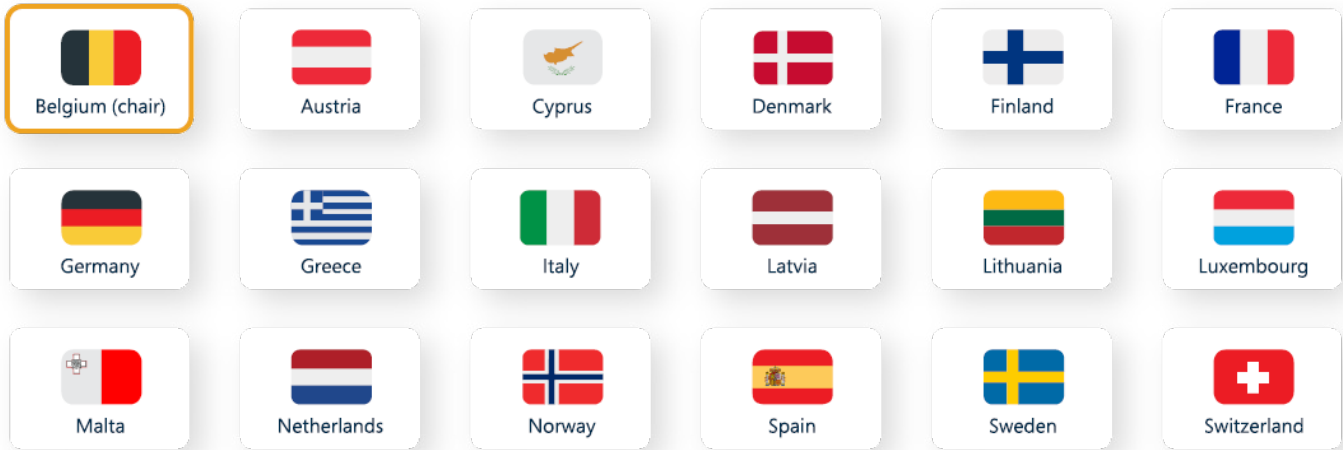 Belgium (chair)
Austria
Cyprus
Denmark
Finland
France
Germany
Greece
Italy
Latvia
Lithuania
Luxembourg
Malta
Netherlands
Norway
Spain
Sweden
Switzerland